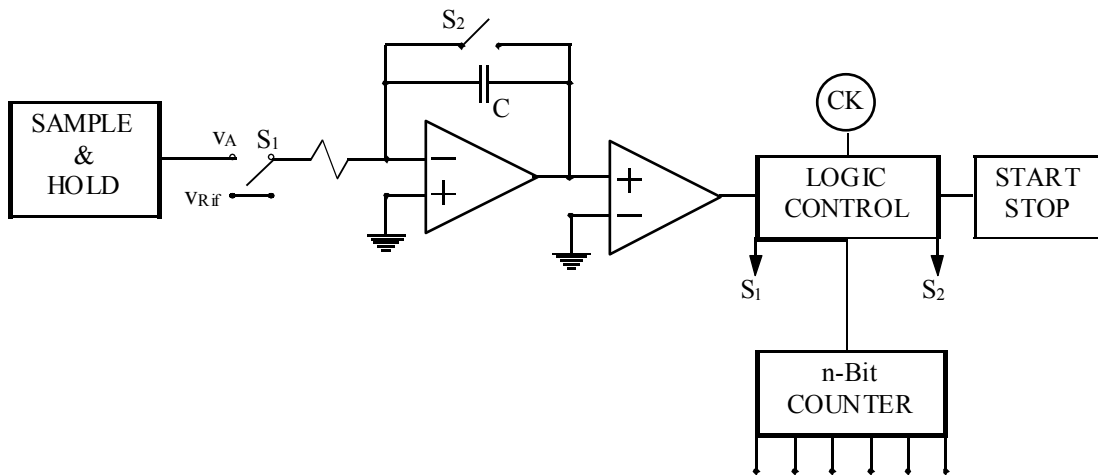 S2
C
SAMPLE
&
HOLD
vA
S1
vRif
−
+
+
−
CK
LOGIC
CONTROL
START
STOP
S1
S2
n-Bit
COUNTER